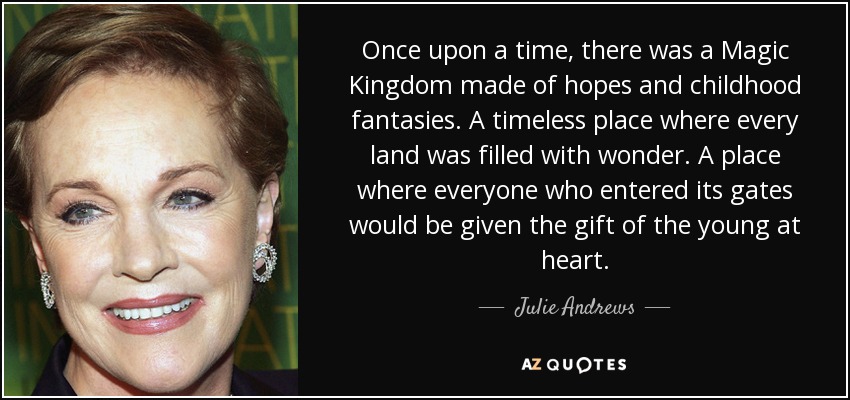 Once upon a time, there was a Magic
Kingdom made of hopes and childhood
fantasies. A timeless place where every
land was filled with wonder. A place
where everyone who entered its gates
would be given the gift of the young at
heart.
Julie Andrews
AZ QUOTES